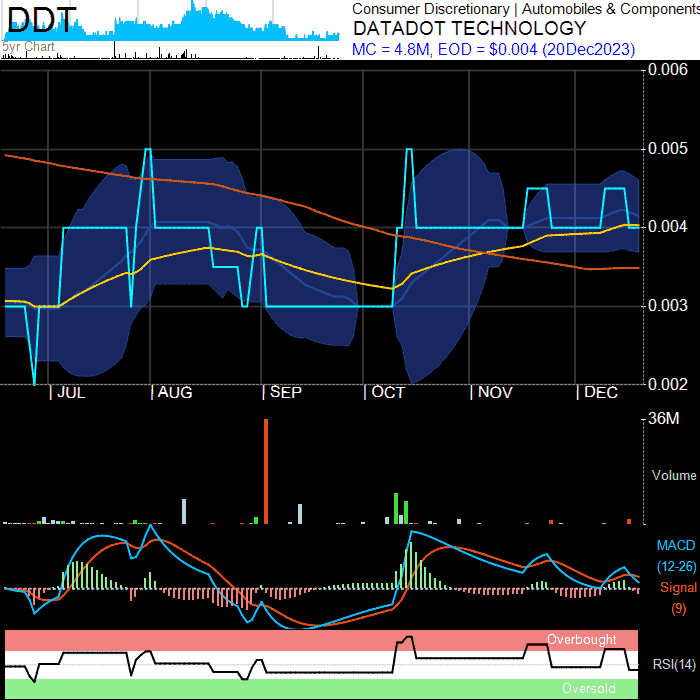 DDT
Consumer Discretionary | Automobiles & Components
DATADOT TECHNOLOGY
5yr Chart
MC = 4.8M, EOD = $0.004 (20Dec2023)
0.006
0.005
0.004
0.003
0.002
| JUL
| AUG
| SEP
| OCT
| NOV
| DEC
36M
Volume
MACD
(12-26)
Signal
(9)
Overbought
RSI(14)
Oversold